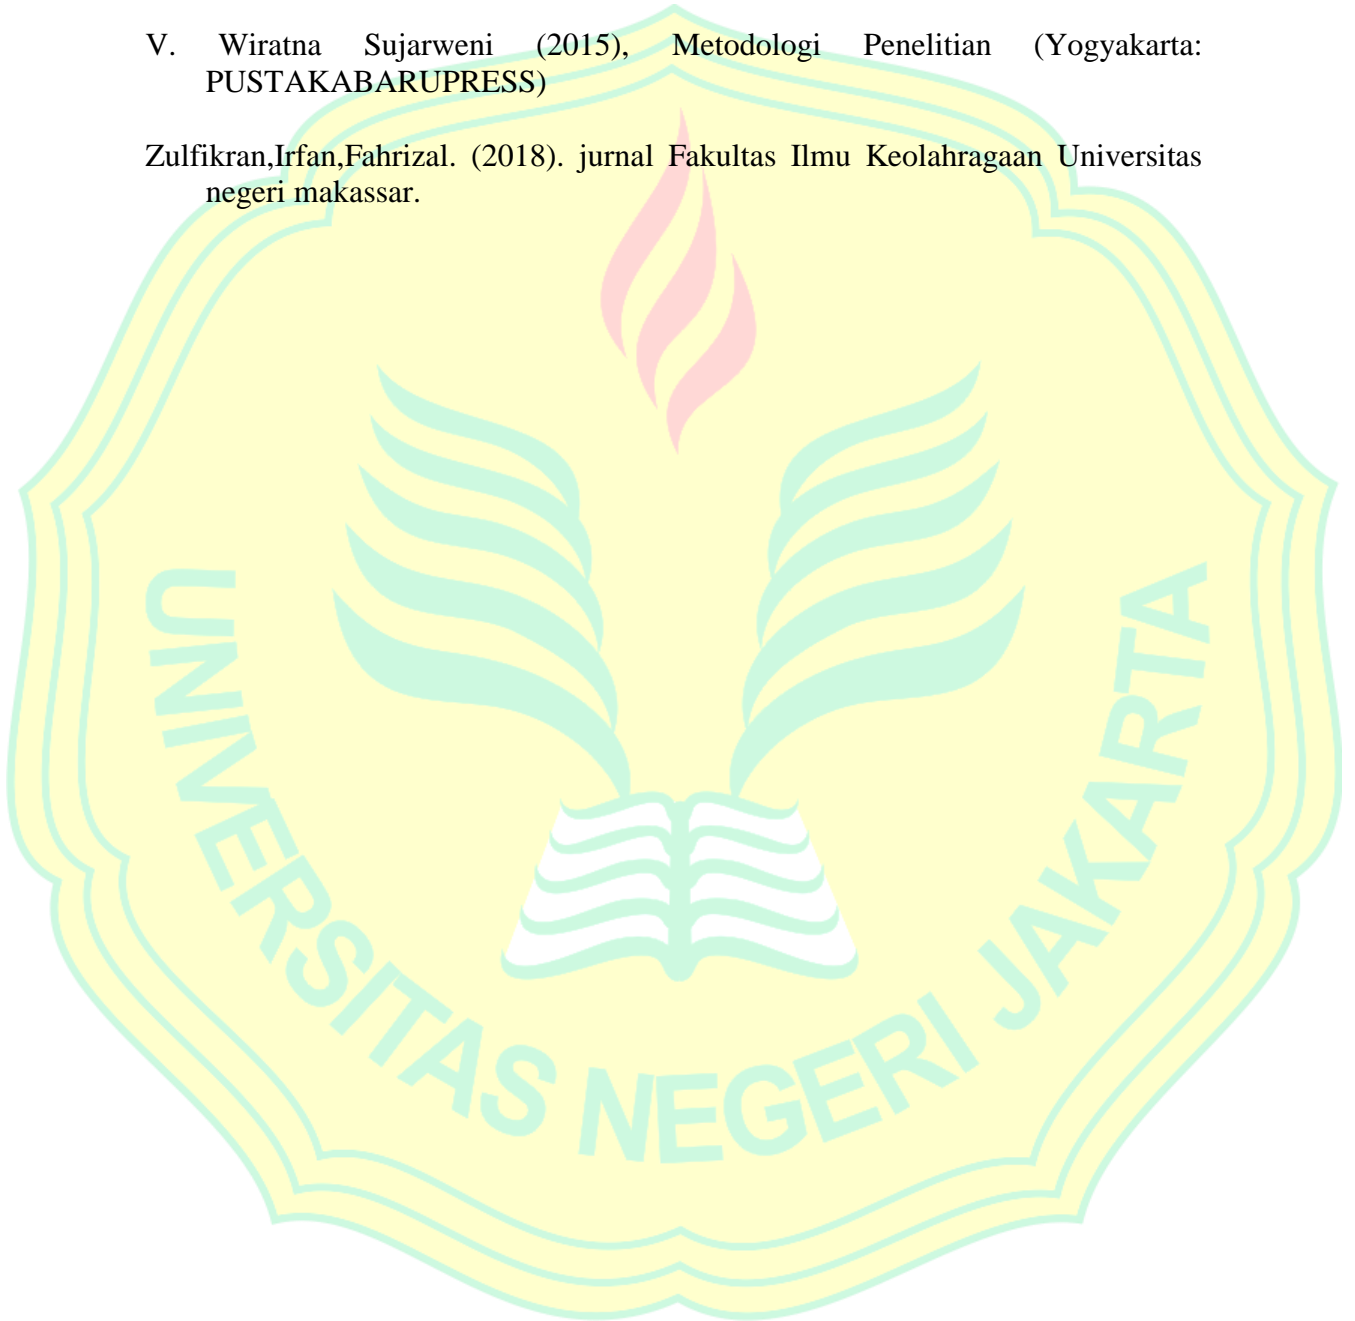 V. Wiratna Sujarweni (2015), Metodologi Penelitian (Yogyakarta:
PUSTAKABARUPRESS)
Zulfikran,Irfan,Fahrizal. (2018). jurnal Fakultas Ilmu Keolahragaan Universitas
negeri makassar.
UNIVERSITAS NEGERI JAKARTA